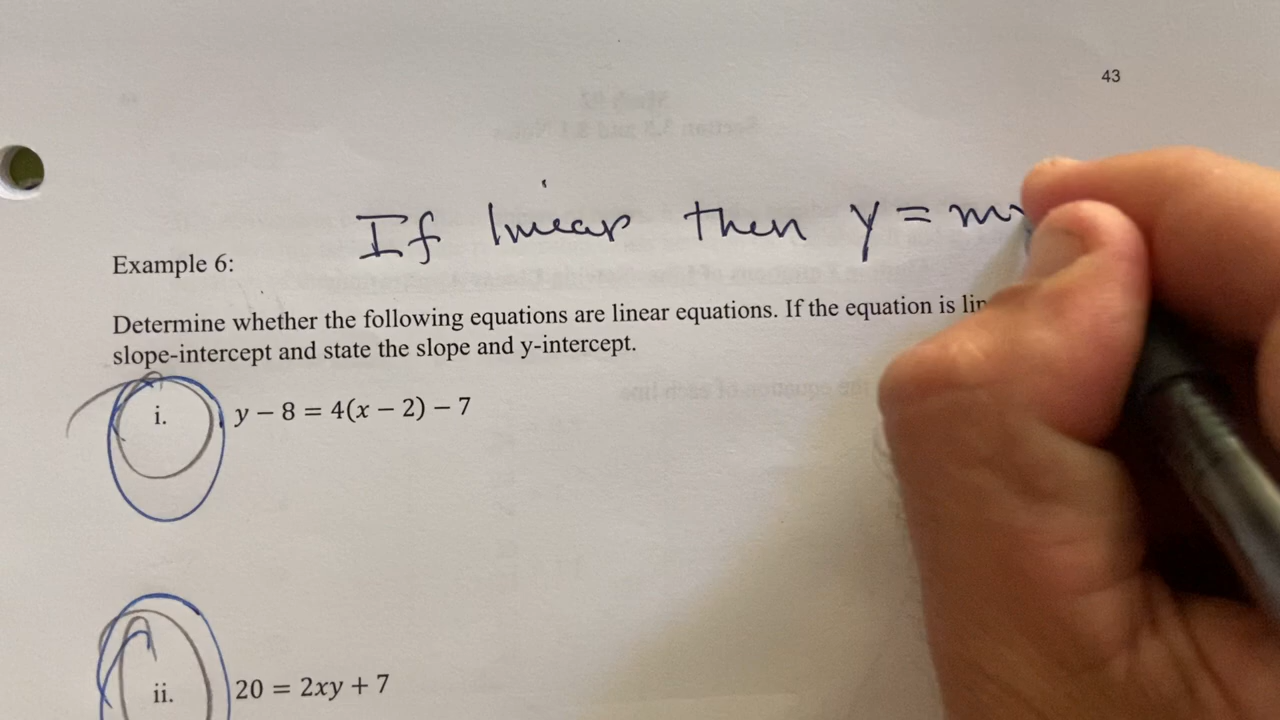 43
If linear then y = mx
Example 6:
Determine whether the following equations are linear equations. If the equation is
slope-intercept and state the slope and y-intercept.
i. y − 8 = 4(x − 2) − 7
ii. 20 = 2xy + 7